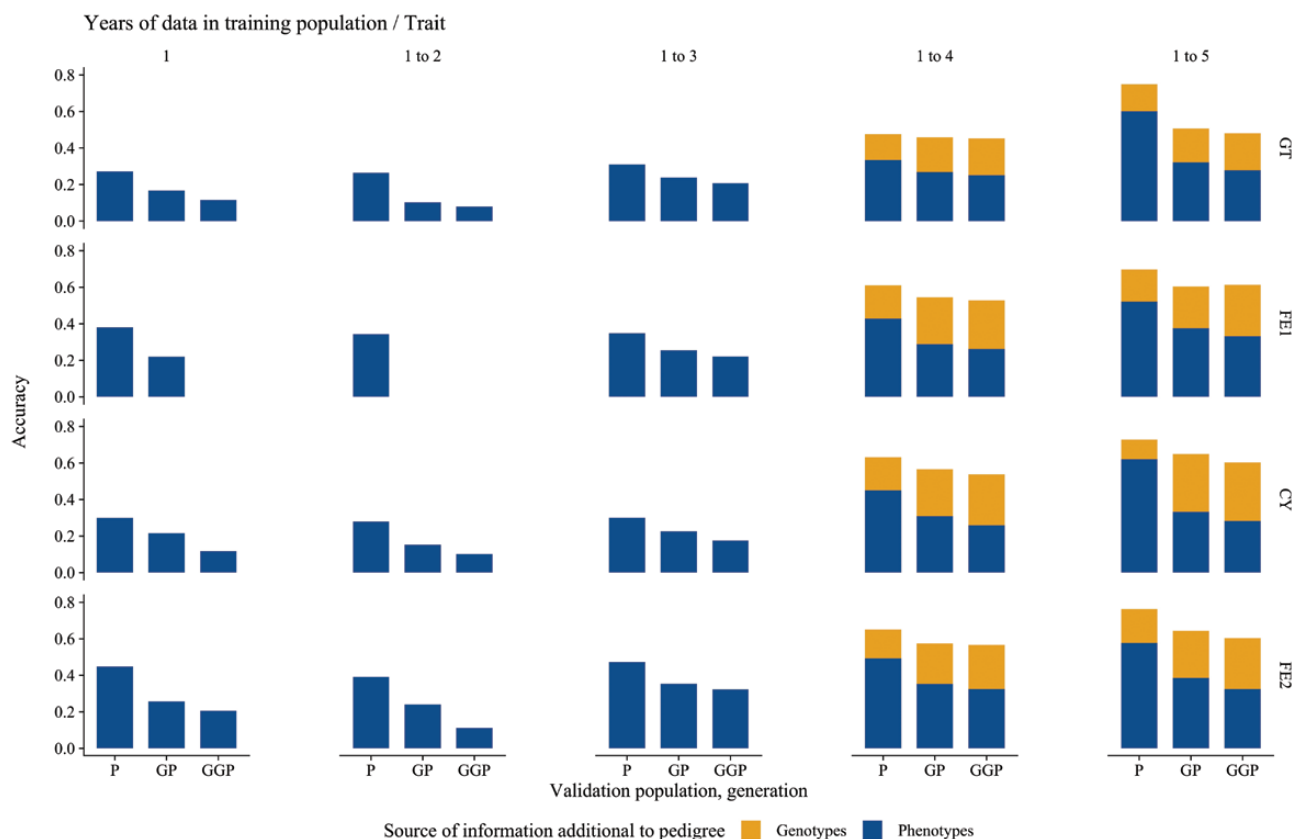 Years of data in training population / Trait
1 1 to 2 1 to 3 1 to 4 1 to 5
0.8
0.6
0.4
0.2
0.0
GT
0.8
0.6
0.4
0.2
0.0
FE1
Accuracy
0.8
0.6
0.4
0.2
0.0
CY
0.8
0.6
0.4
0.2
0.0
FE2
P GP GGP P GP GGP P GP GGP P GP GGP P GP GGP
Validation population, generation
Source of information additional to pedigree Genotypes Phenotypes